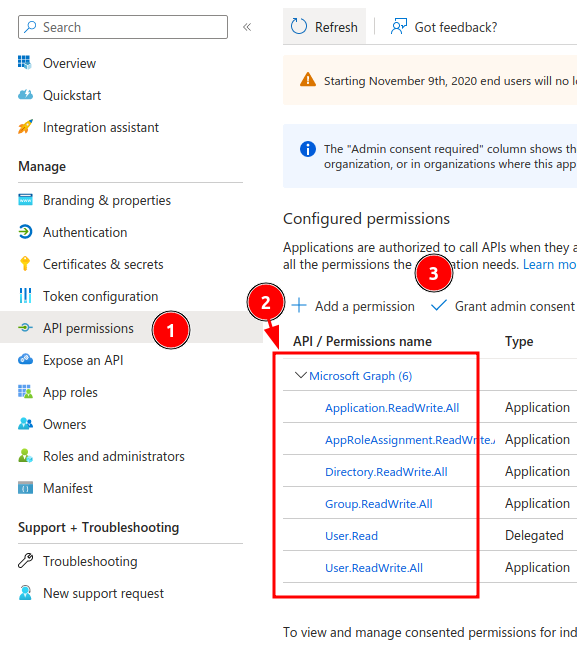 Search
Overview
Quickstart
Integration assistant
Manage
Branding & properties
Authentication
Certificates & secrets
Token configuration
API permissions
1
Expose an API
App roles
Owners
Roles and administrators
Manifest
Support + Troubleshooting
Troubleshooting
New support request
Refresh
Got feedback?
Starting November 9th, 2020 end users will no
The "Admin consent required" column shows th
organization, or in organizations where this app
Configured permissions
Applications are authorized to call APIs when they a
all the permissions the needs. Learn mo
3
2
Add a permission
Grant admin consent
API / Permissions name Type
Microsoft Graph (6)
Application.ReadWrite.All Application
AppRoleAssignment.ReadWrite. Application
Directory.ReadWrite.All Application
Group.ReadWrite.All Application
User.Read Delegated
User.ReadWrite.All Application
To view and manage consented permissions for ind